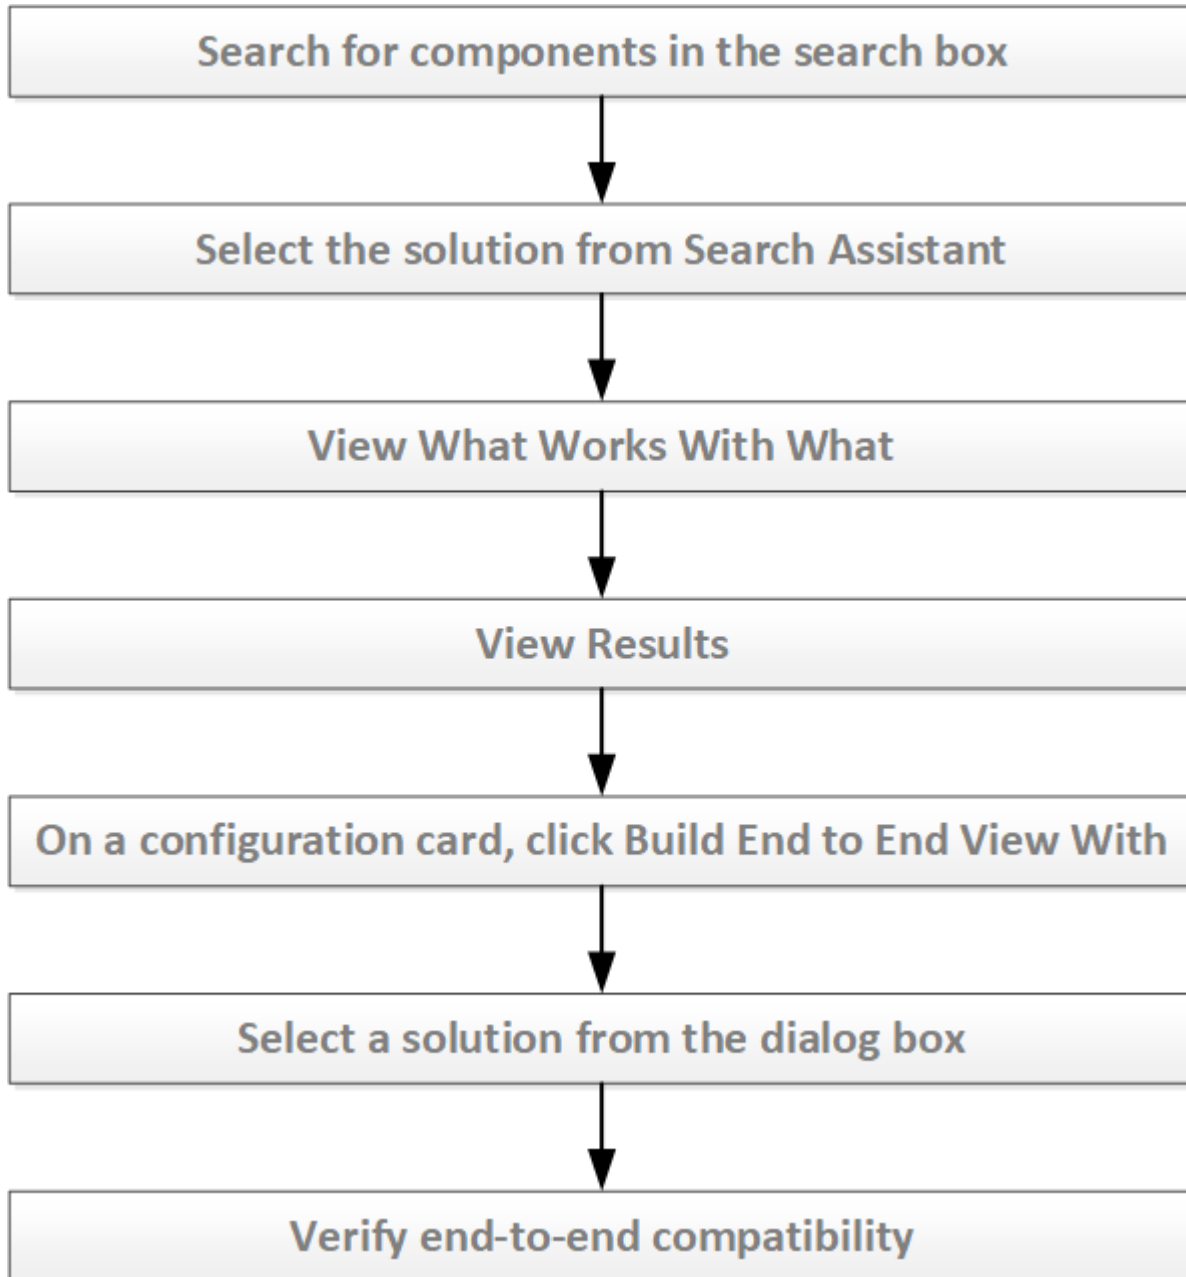 Search for components in the search box
Select the solution from Search Assistant
View What Works With What
View Results
On a configuration card, click Build End to End View With
Select a solution from the dialog box
Verify end-to-end compatibility